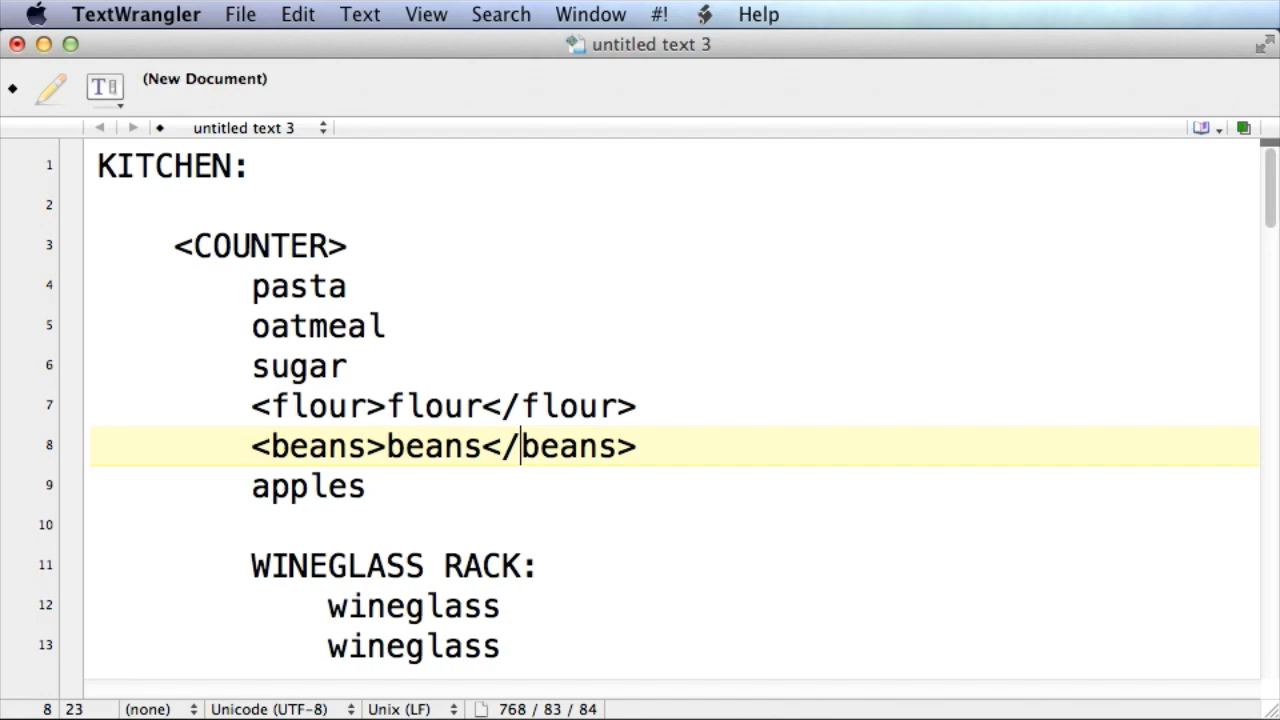 TextWrangler File Edit Text View Search Window #! Help
untitled text 3
(New Document)
untitled text 3
1 KITCHEN:
2
3 <COUNTER>
4 pasta
5 oatmeal
6 sugar
7 <flour>flour</flour>
8 <beans>beans</beans>
9 apples
10
11 WINEGLASS RACK:
12 wineglass
13 wineglass
8 23 (none) Unicode (UTF-8) Unix (LF) 768 / 83 / 84